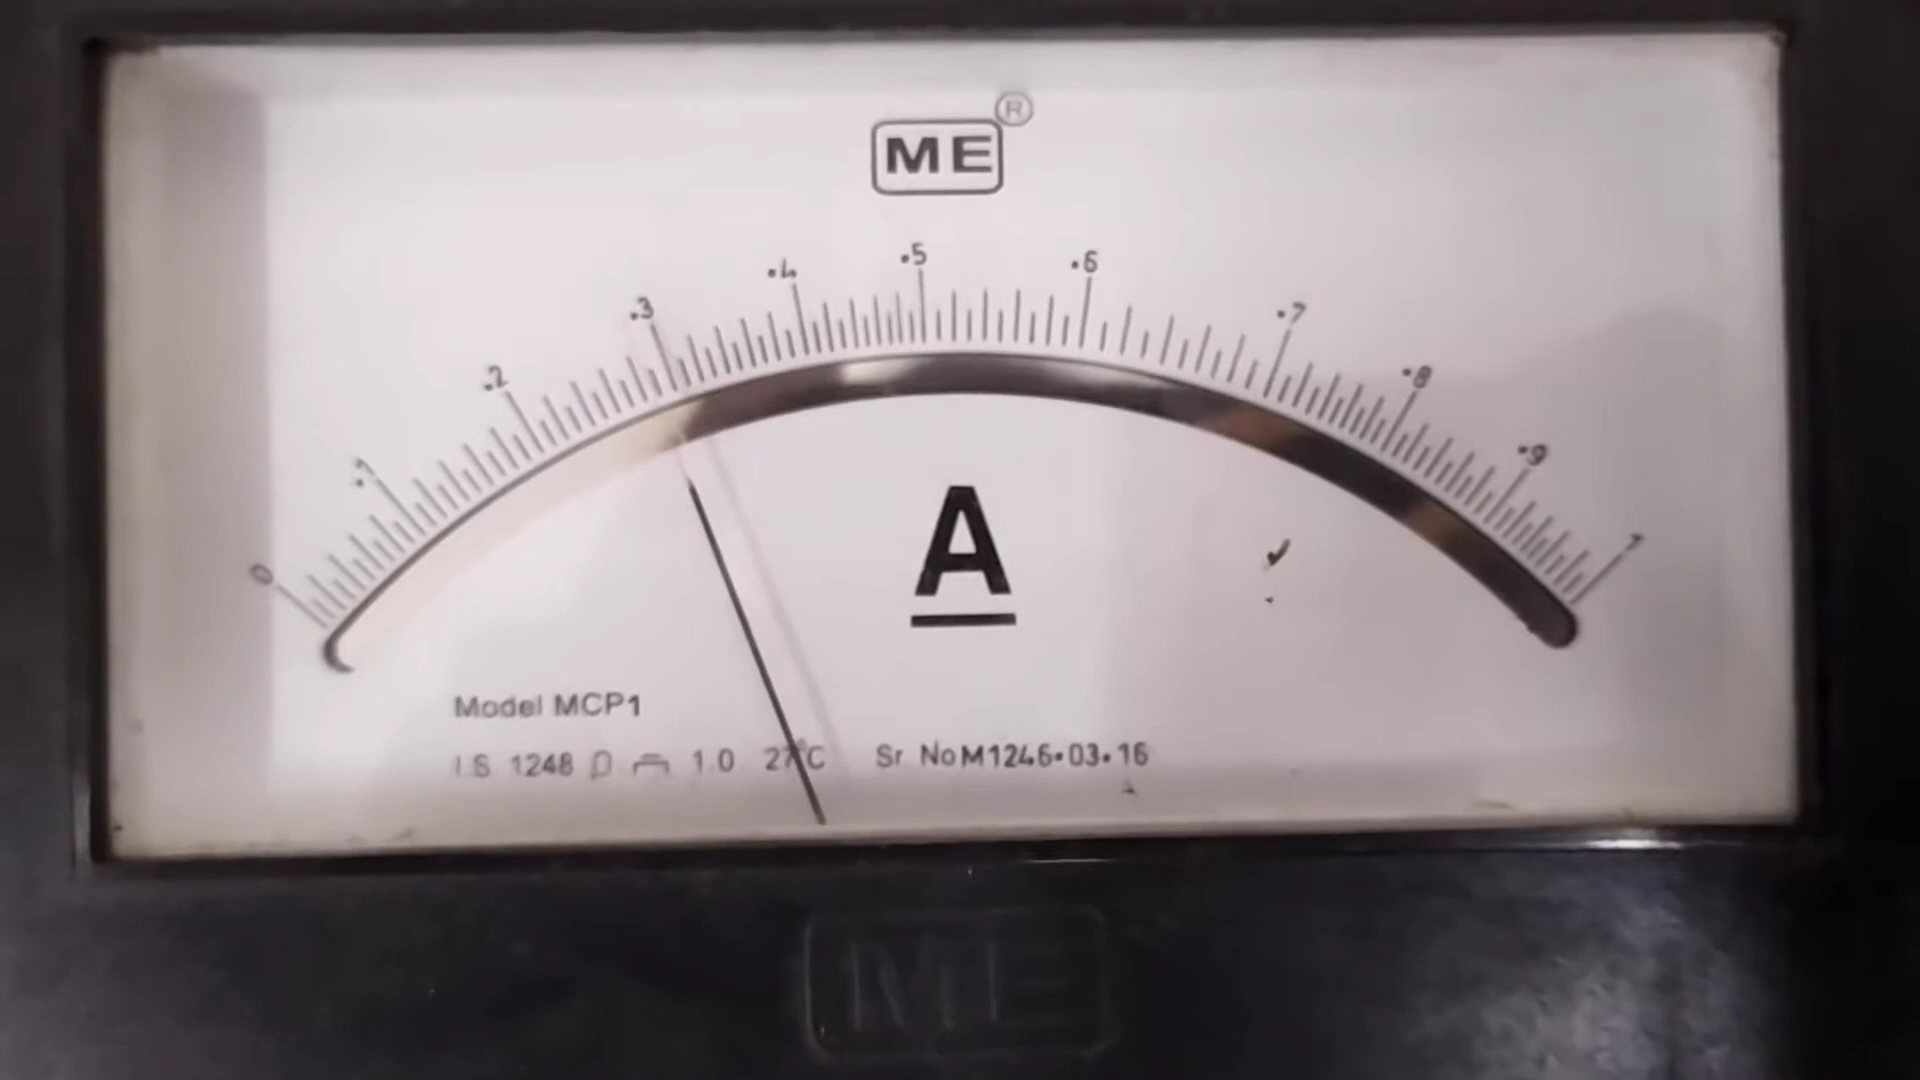 ME®
0 .1 .2 .3 .4 .5 .6 .7 .8 .9 1
A
Model MCP1
I.S 1248 1.0 27°C Sr No M1246.03.16
ME